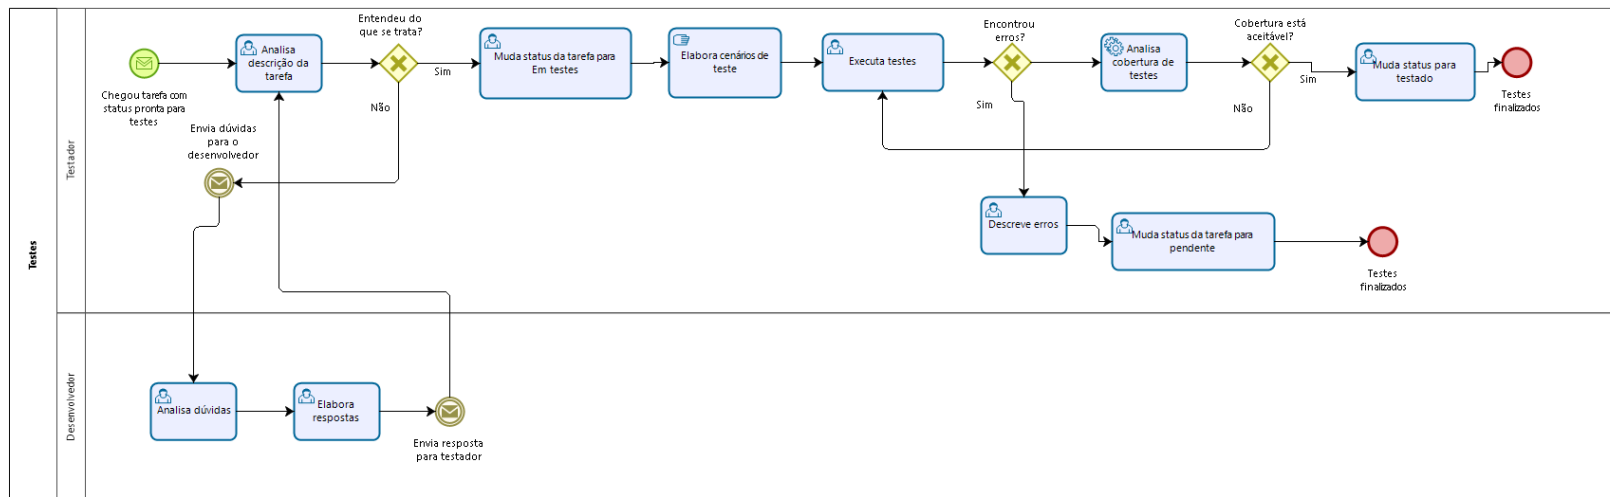 Testes
Testador
Chegou tarefa com
status pronta para
testes
Analisa
descrição da
tarefa
Entendeu do
que se trata?
Sim
Não
Envia dúvidas
para o
desenvolvedor
Muda status da tarefa para
Em testes
Elabora cenários de
teste
Executa testes
Encontrou
erros?
Sim
Analisa
cobertura de
testes
Cobertura está
aceitável?
Sim
Não
Muda status para
testado
Testes
finalizados
Descreve erros
Muda status da tarefa para
pendente
Testes
finalizados
Desenvolvedor
Analisa dúvidas
Elabora
respostas
Envia resposta
para testador